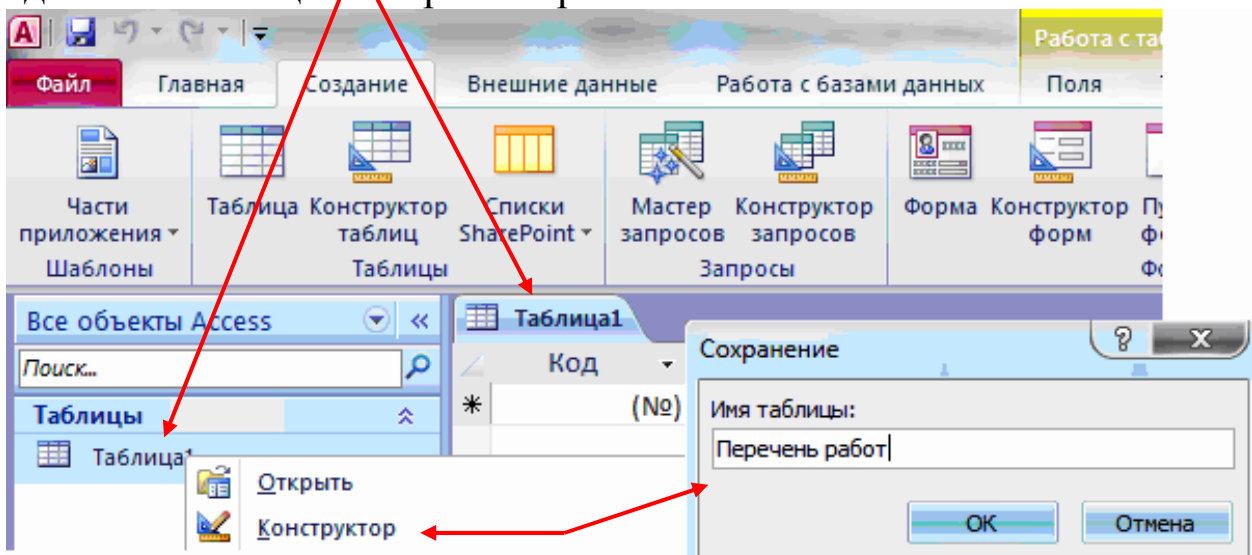 Работа с
Файл Главная Создание Внешние данные Работа с базами данных Поля
Части приложения
Таблица
Конструктор таблиц
Списки SharePoint
Мастер запросов
Конструктор запросов
Форма
Конструктор форм
Шаблоны Таблицы Запросы
Все объекты Access «
Поиск...
Таблицы
Таблица1
Открыть
Конструктор
Таблица1
Код
* (№)
Сохранение ? X
Имя таблицы:
Перечень работ
ОК Отмена